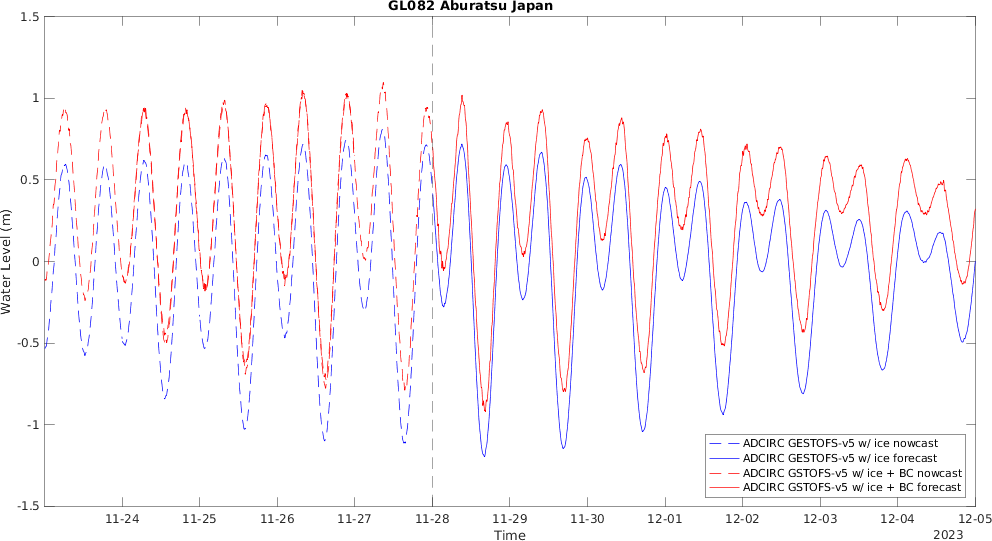 GL082 Aburatsu Japan
1.5
1
0.5
0
-0.5
-1
-1.5
Water Level (m)
ADCIRC GESTOFS-v5 w/ ice nowcast
ADCIRC GESTOFS-v5 w/ ice forecast
ADCIRC GSTOFS-v5 w/ ice + BC nowcast
ADCIRC GSTOFS-v5 w/ ice + BC forecast
11-24 11-25 11-26 11-27 11-28 11-29 11-30 12-01 12-02 12-03 12-04 12-05
Time
2023